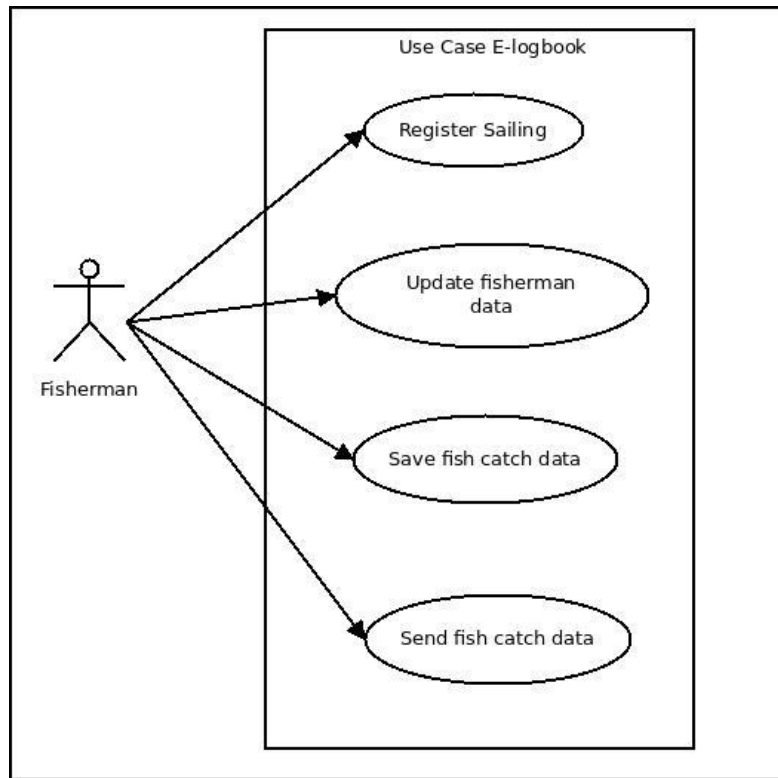 Use Case E-logbook
Register Sailing
Update fisherman
data
Fisherman
Save fish catch data
Send fish catch data